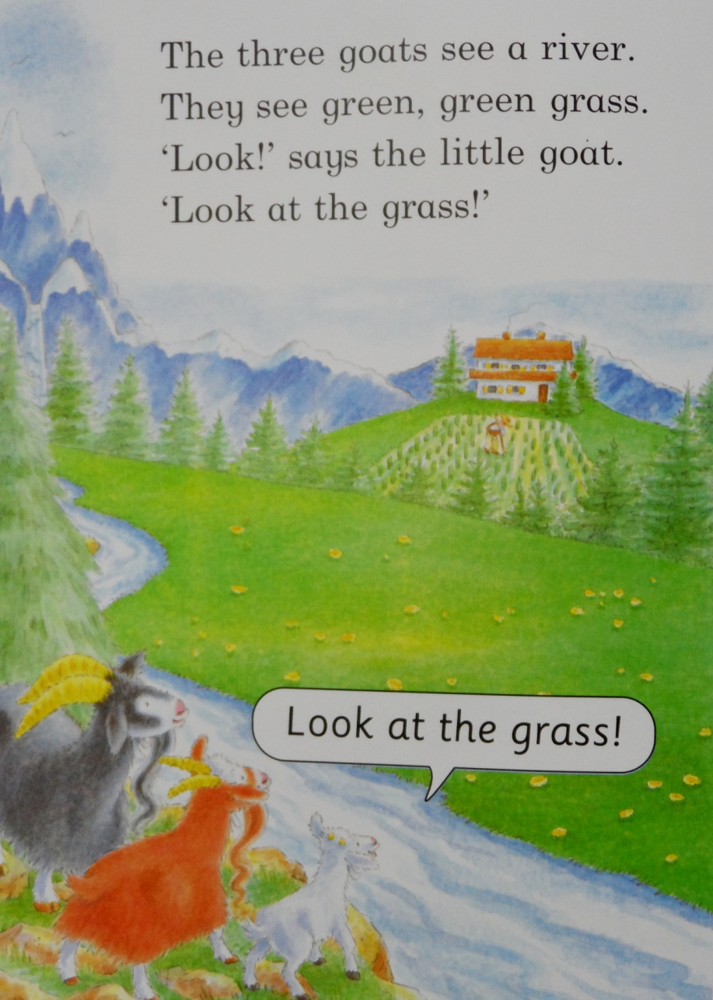 The three goats see a river.
They see green, green grass.
‘Look!’ says the little goat.
‘Look at the grass!’
Look at the grass!